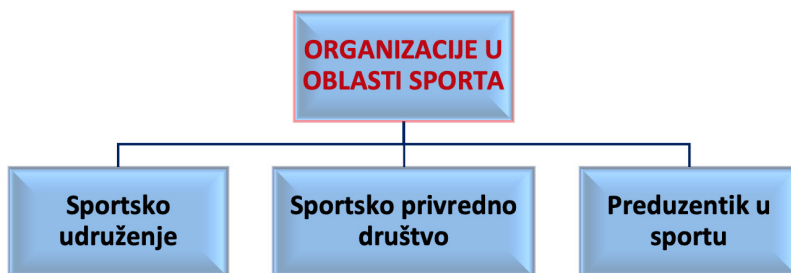 ORGANIZACIJE U
OBLASTI SPORTA
Sportsko
udruženje
Sportsko privredno
društvo
Preduzentik u
sportu